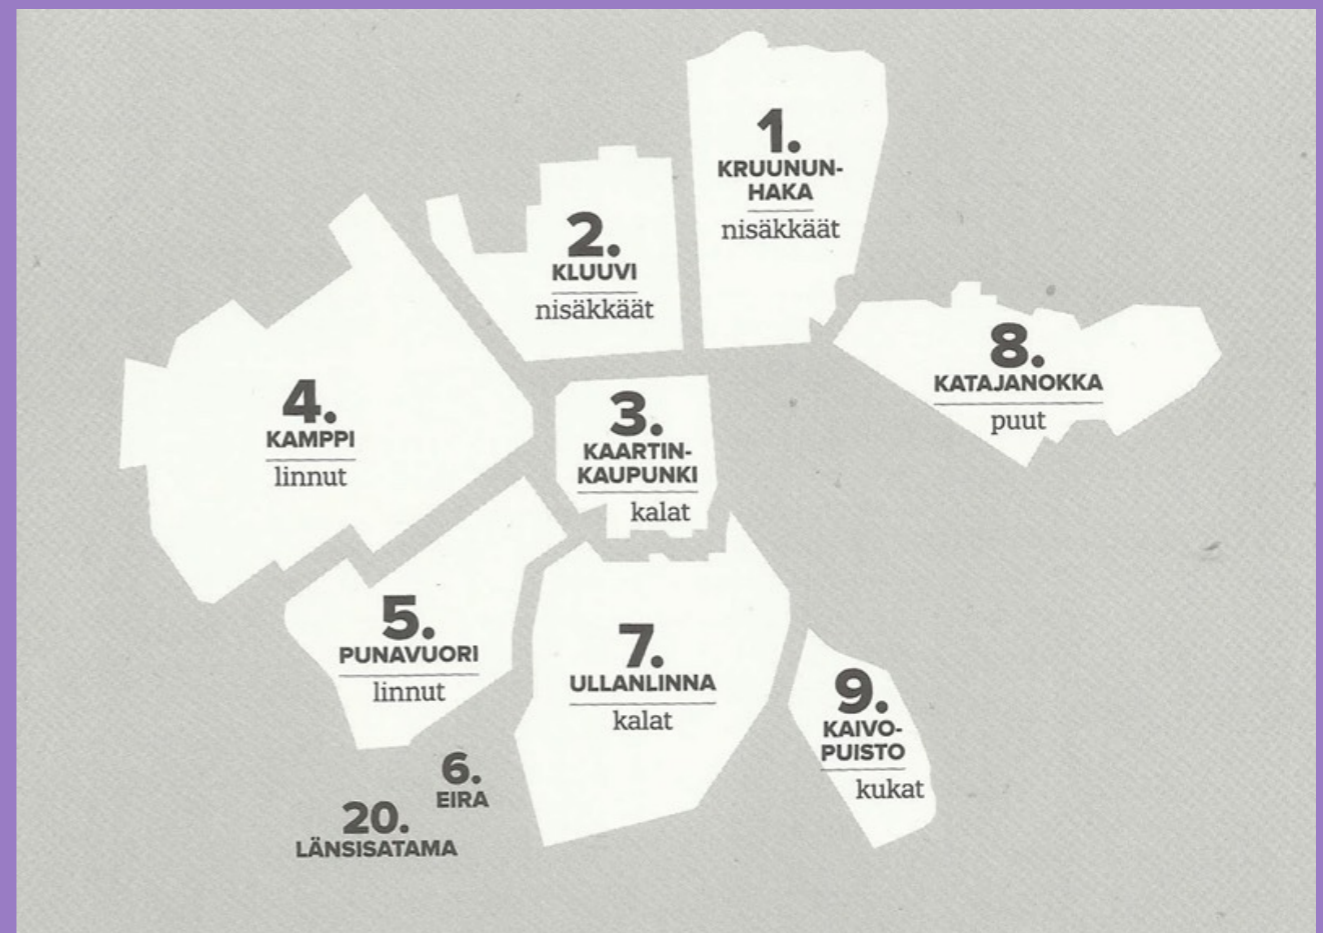 1.
KRUUNUN-
HAKA
nisäkkäät
2.
KLUUVI
nisäkkäät
8.
KATAJANOKKA
puut
4.
KAMPPI
linnut
3.
KAARTIN-
KAUPUNKI
kalat
5.
PUNAVUORI
linnut
7.
ULLANLINNA
kalat
9.
KAIVO-
PUISTO
kukat
6.
EIRA
20.
LÄNSISATAMA